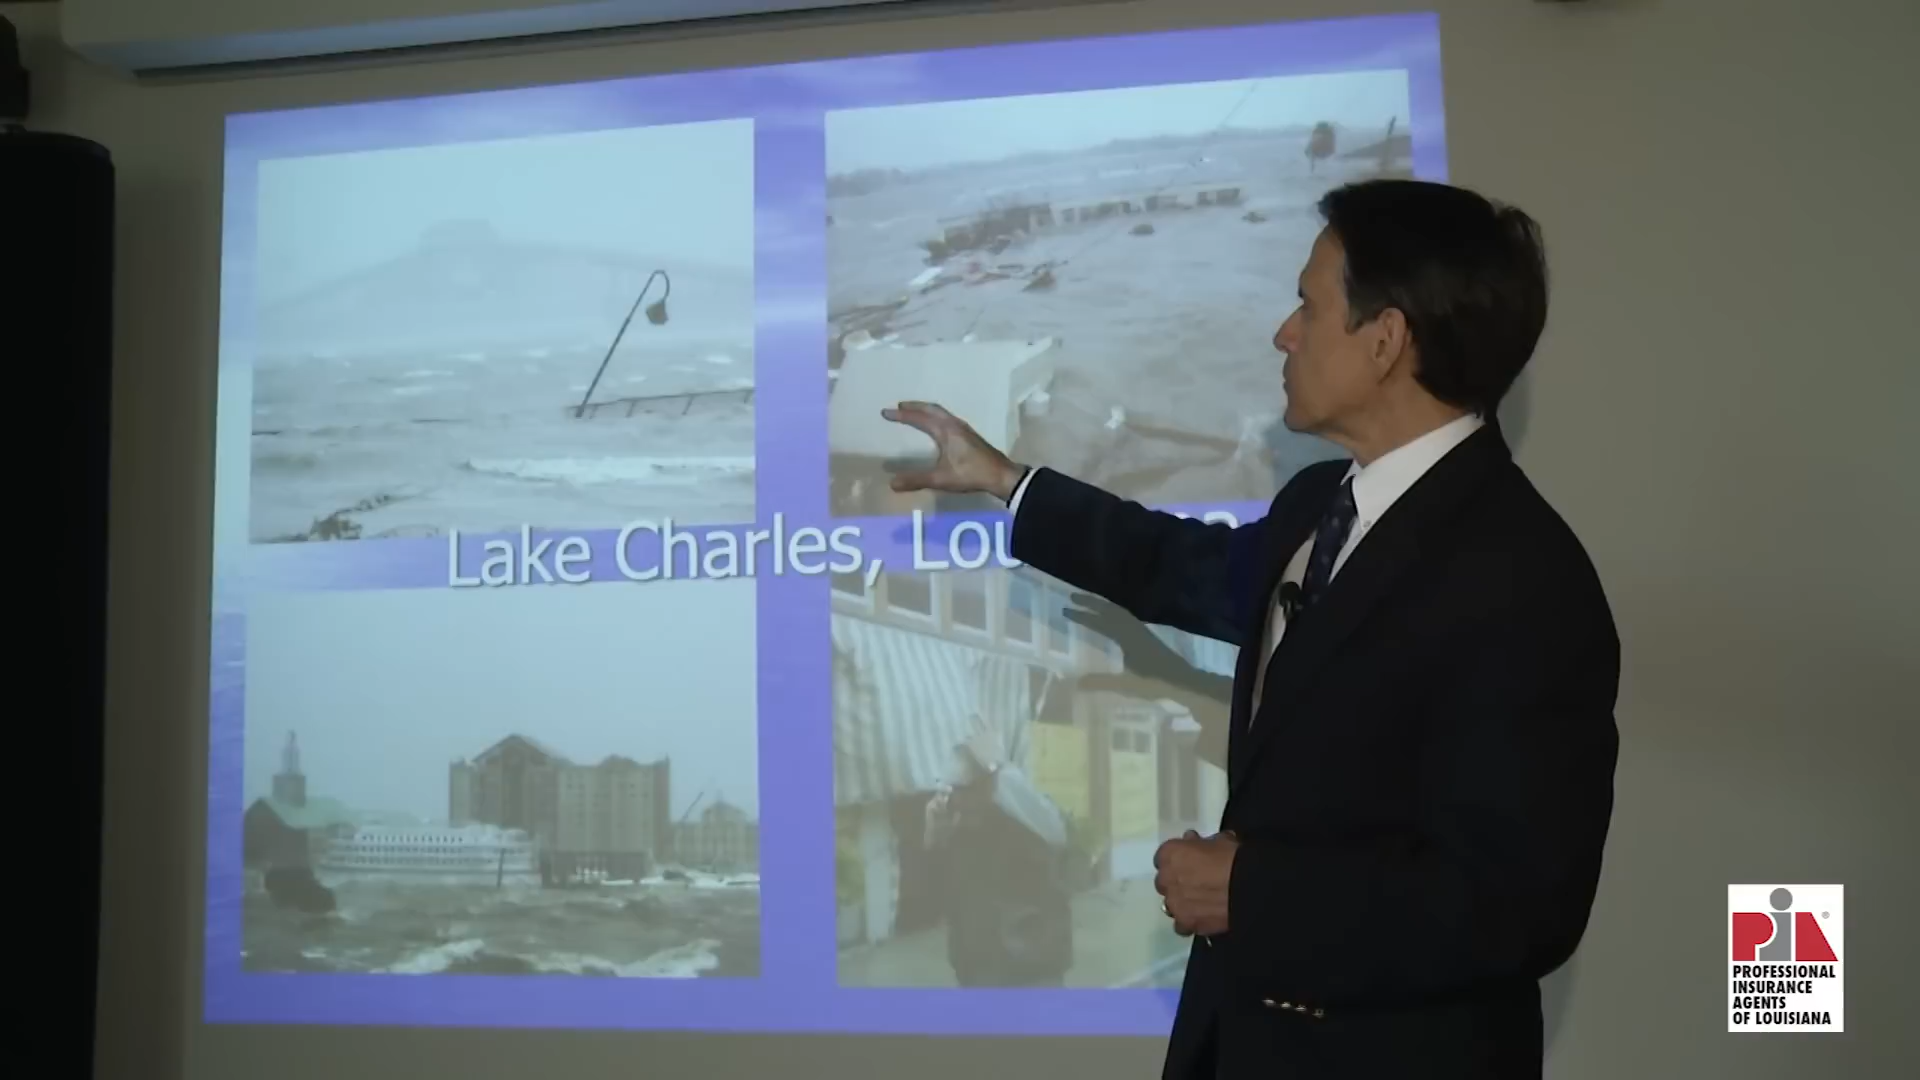 Lake Charles, Lou
PiA®
PROFESSIONAL
INSURANCE
AGENTS
OF LOUISIANA